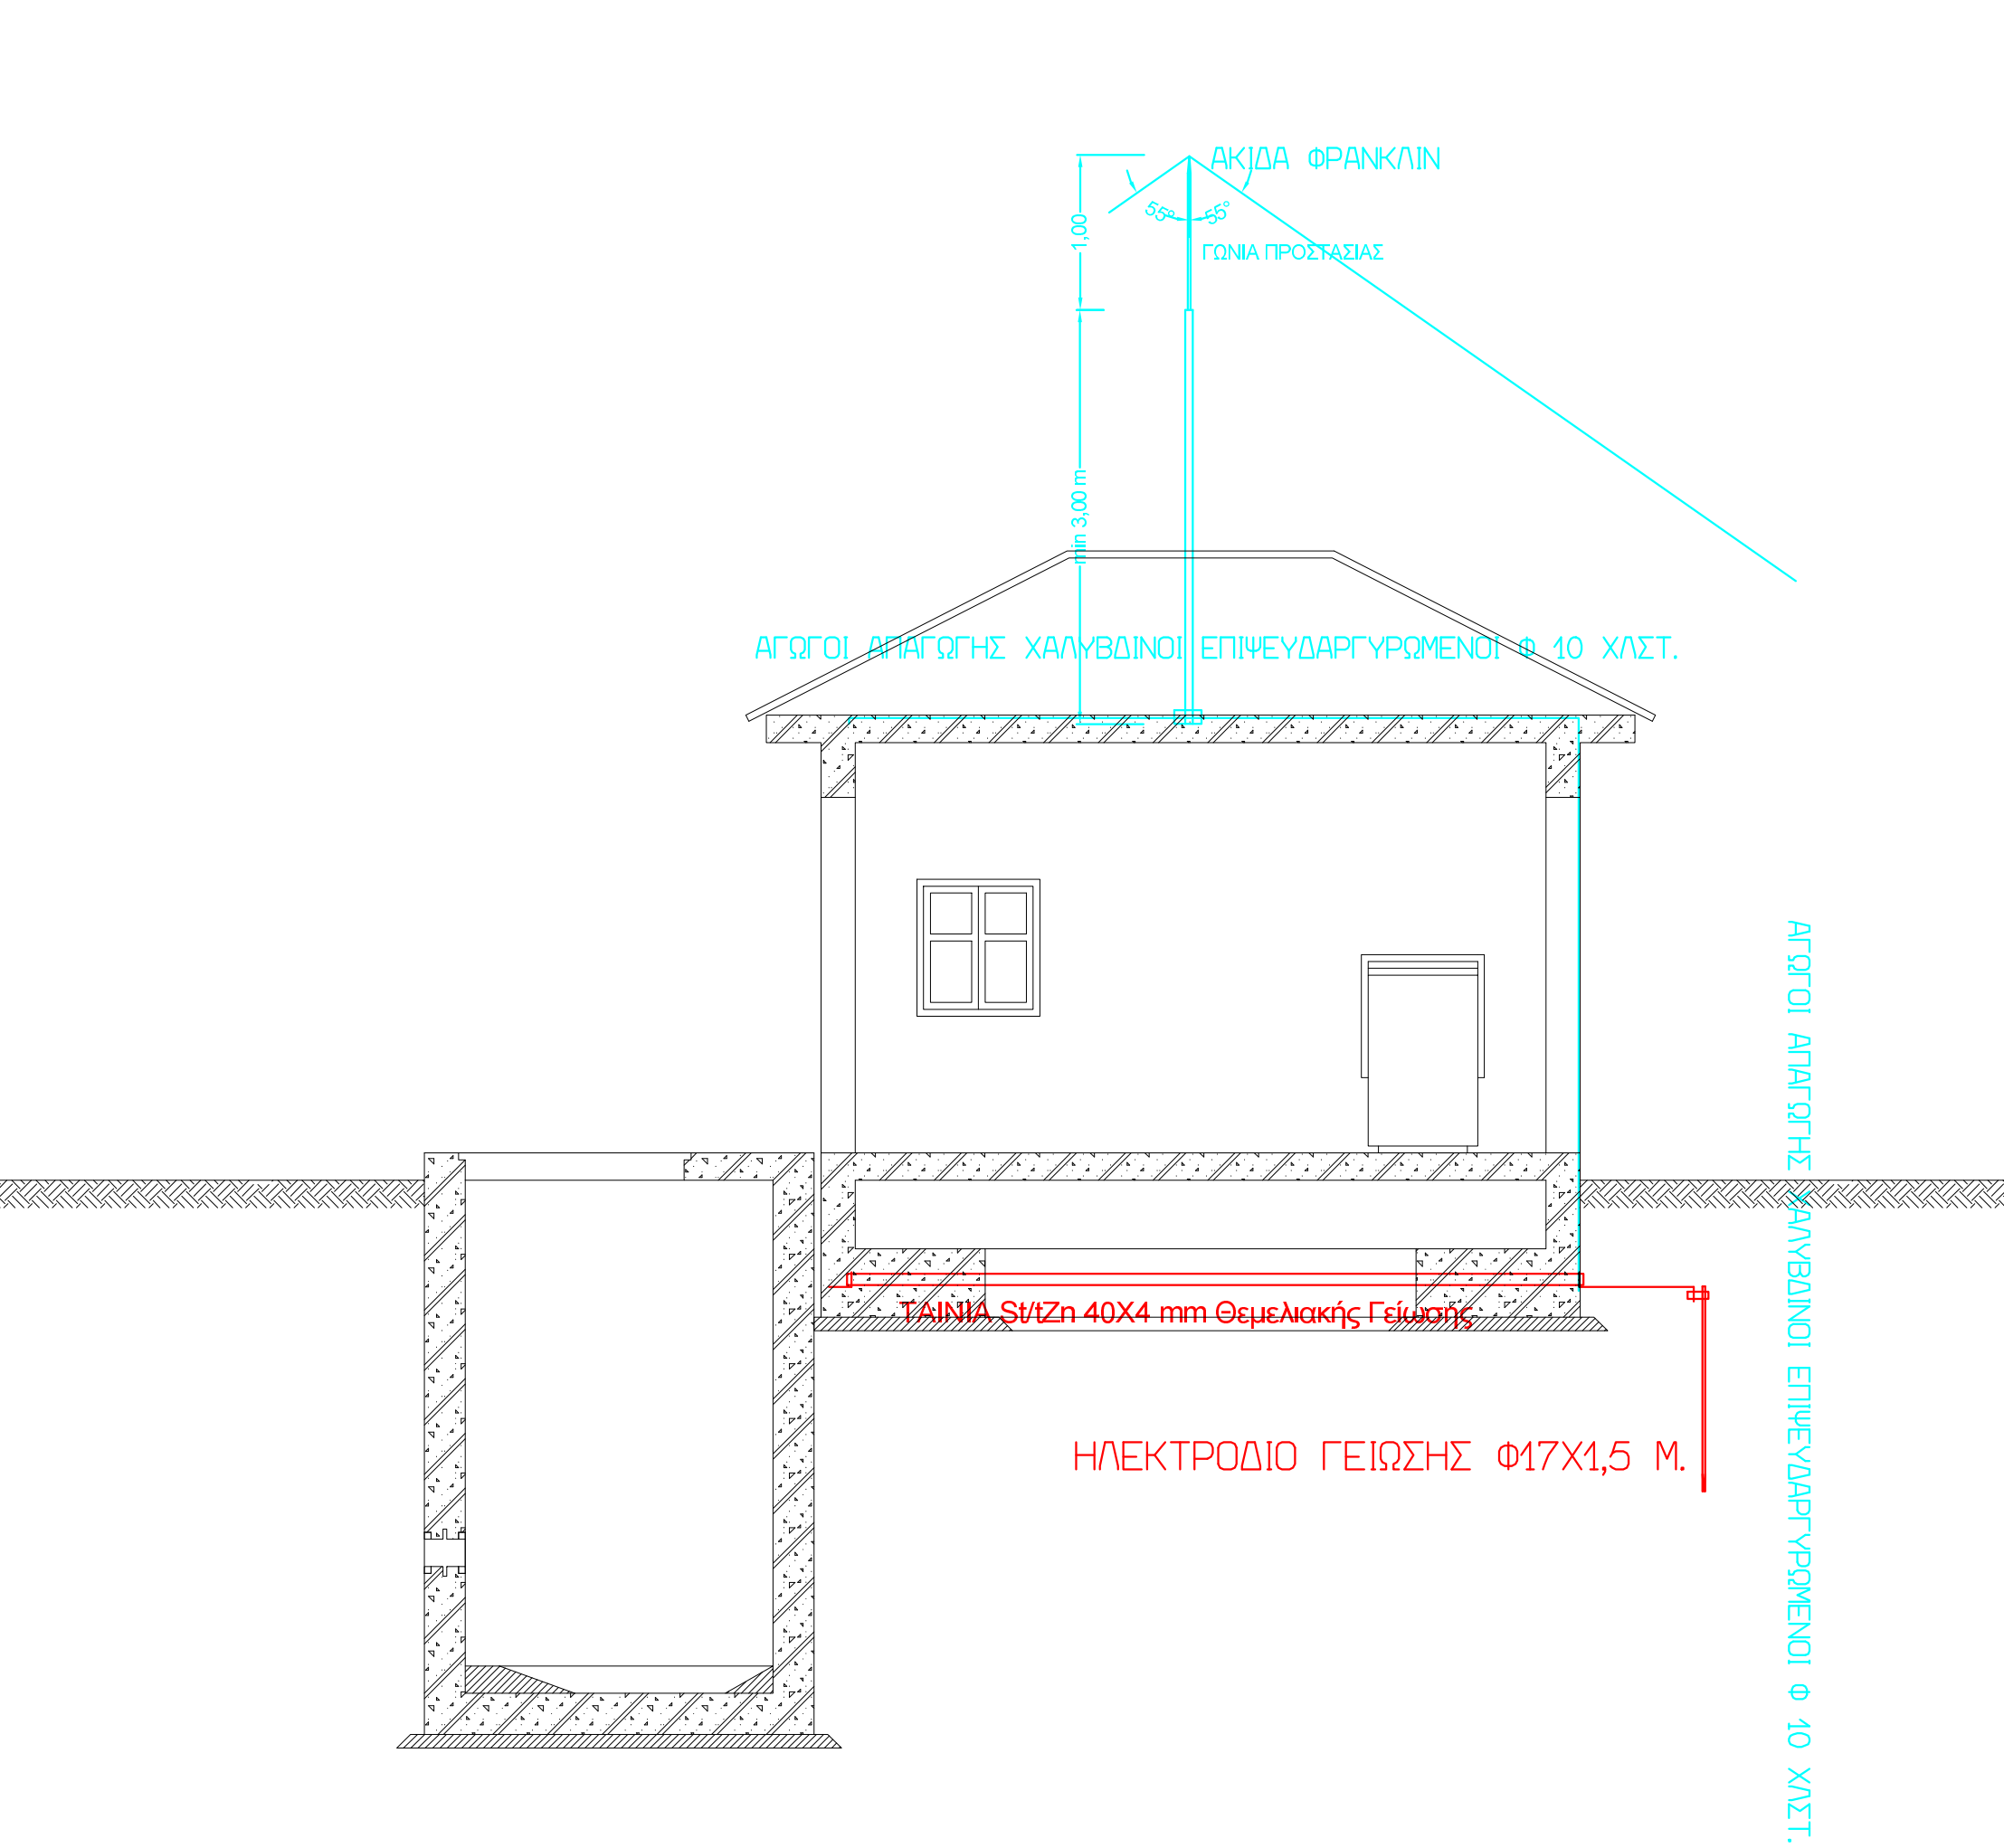 ΑΚΙΔΑ ΦΡΑΝΚΛΙΝ
55° 55°
1,00
ΓΩΝΙΑ ΠΡΟΣΤΑΣΙΑΣ
min 3,00 m
ΑΓΩΓΟΙ ΑΠΑΓΩΓΗΣ ΧΑΛΥΒΔΙΝΟΙ ΕΠΙΨΕΥΔΑΡΓΥΡΩΜΕΝΟΙ Φ 10 ΧΛΣΤ.
ΑΓΩΓΟΙ ΑΠΑΓΩΓΗΣ ΧΑΛΥΒΔΙΝΟΙ ΕΠΙΨΕΥΔΑΡΓΥΡΩΜΕΝΟΙ Φ 10 ΧΛΣΤ.
ΤΑΙΝΙΑ St/tZn 40X4 mm Θεμελιακής Γείωσης
ΗΛΕΚΤΡΟΔΙΟ ΓΕΙΩΣΗΣ Φ17Χ1,5 Μ.